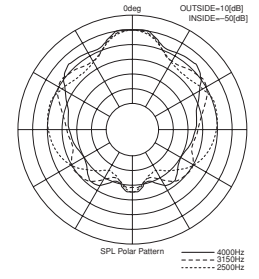 0deg
OUTSIDE=10[dB]
INSIDE=-50[dB]
SPL Polar Pattern
4000Hz
3150Hz
2500Hz